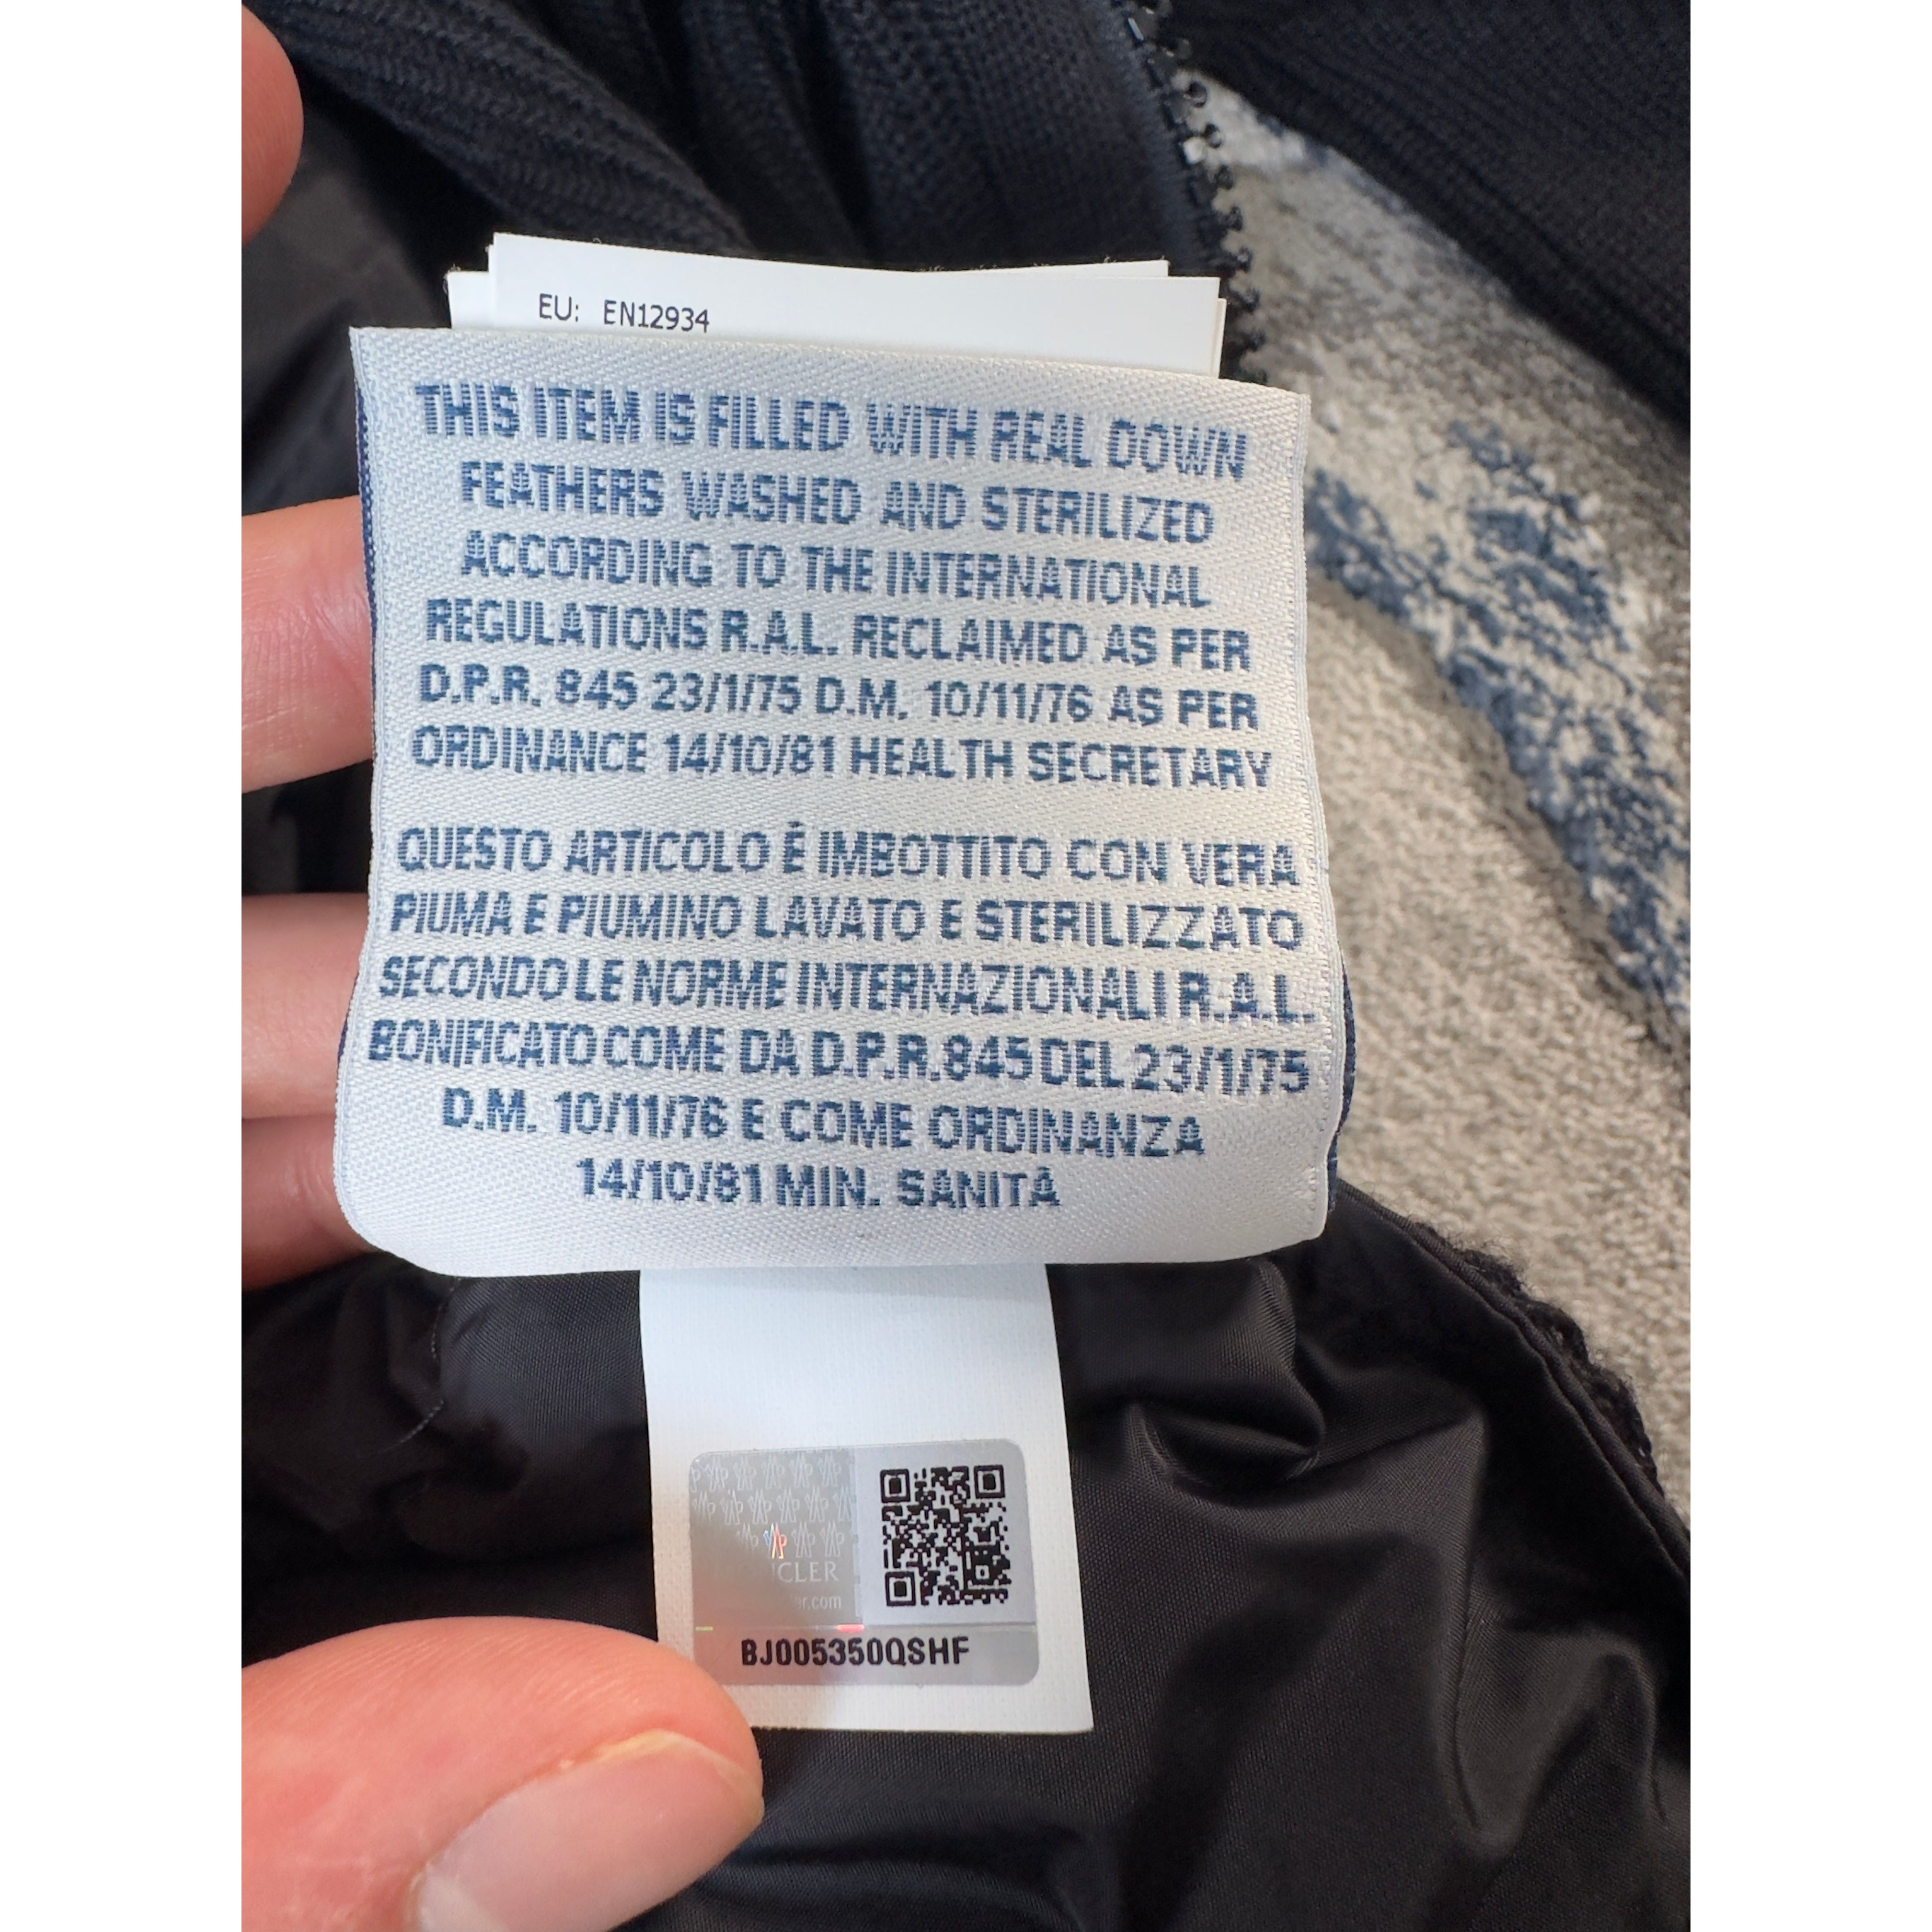 EU: EN12934
THIS ITEM IS FILLED WITH REAL DOWN
FEATHERS WASHED AND STERILIZED
ACCORDING TO THE INTERNATIONAL
REGULATIONS R.A.L. RECLAIMED AS PER
D.P.R. 845 23/1/75 D.M. 10/11/76 AS PER
ORDINANCE 14/10/81 HEALTH SECRETARY
QUESTO ARTICOLO È IMBOTTITO CON VERA
PIUMA E PIUMINO LAVATO E STERILIZZATO
SECONDO LE NORME INTERNAZIONALI R.A.L.
BONIFICATO COME DA D.P.R. 845 DEL 23/1/75
D.M. 10/11/76 E COME ORDINANZA
14/10/81 MIN. SANITÀ
BJ005350QSHF